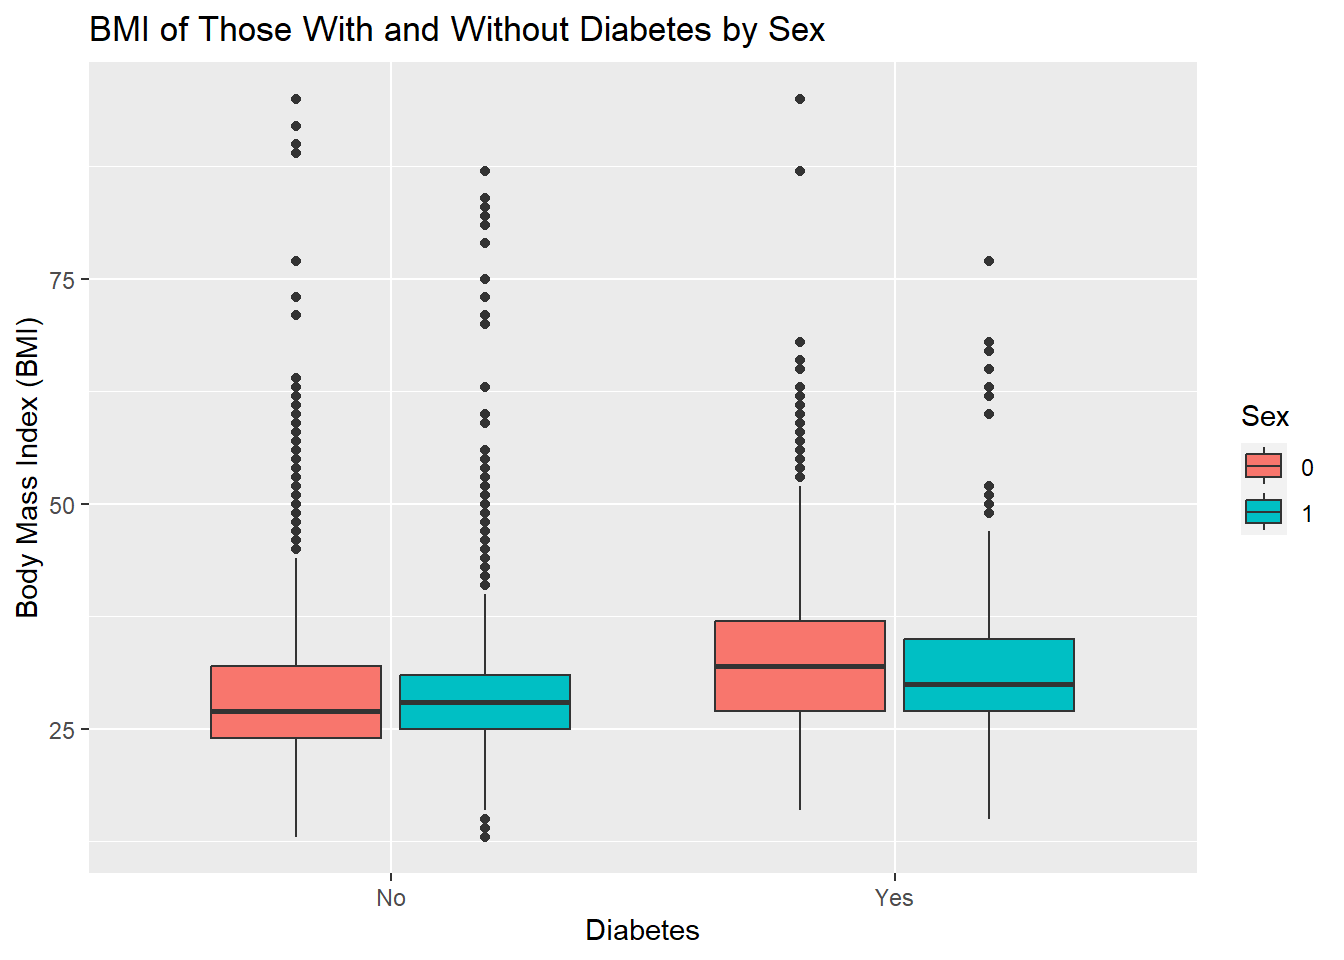 BMI of Those With and Without Diabetes by Sex
Body Mass Index (BMI)
75
50
25
No
Yes
Diabetes
Sex
0
1